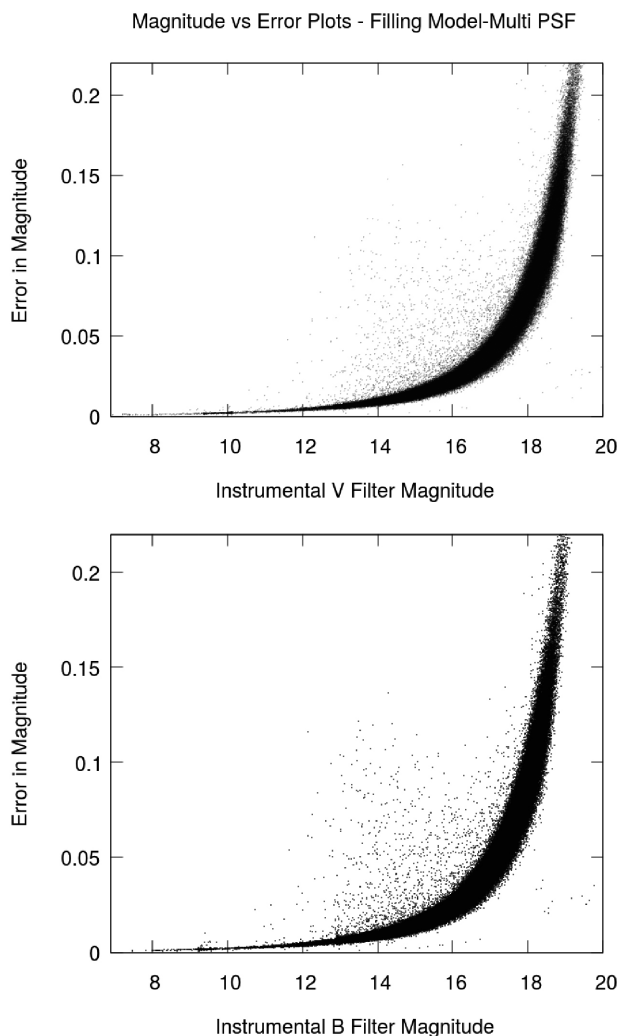 Magnitude vs Error Plots - Filling Model-Multi PSF
0.2
0.15
0.1
0.05
0
Error in Magnitude
8 10 12 14 16 18 20
Instrumental V Filter Magnitude
0.2
0.15
0.1
0.05
0
Error in Magnitude
8 10 12 14 16 18 20
Instrumental B Filter Magnitude